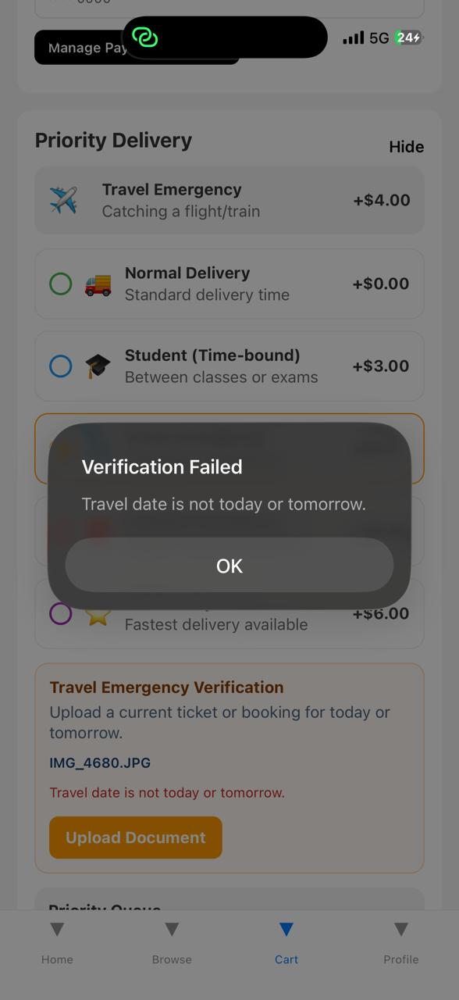 Manage Pay
5G
24
Priority Delivery
Hide
Travel Emergency
Catching a flight/train
+$4.00
Normal Delivery
Standard delivery time
+$0.00
Student (Time-bound)
Between classes or exams
+$3.00
Verification Failed
Travel date is not today or tomorrow.
OK
Fastest delivery available
+$6.00
Travel Emergency Verification
Upload a current ticket or booking for today or
tomorrow.
IMG_4680.JPG
Travel date is not today or tomorrow.
Upload Document
Priority Queue
Home
Browse
Cart
Profile